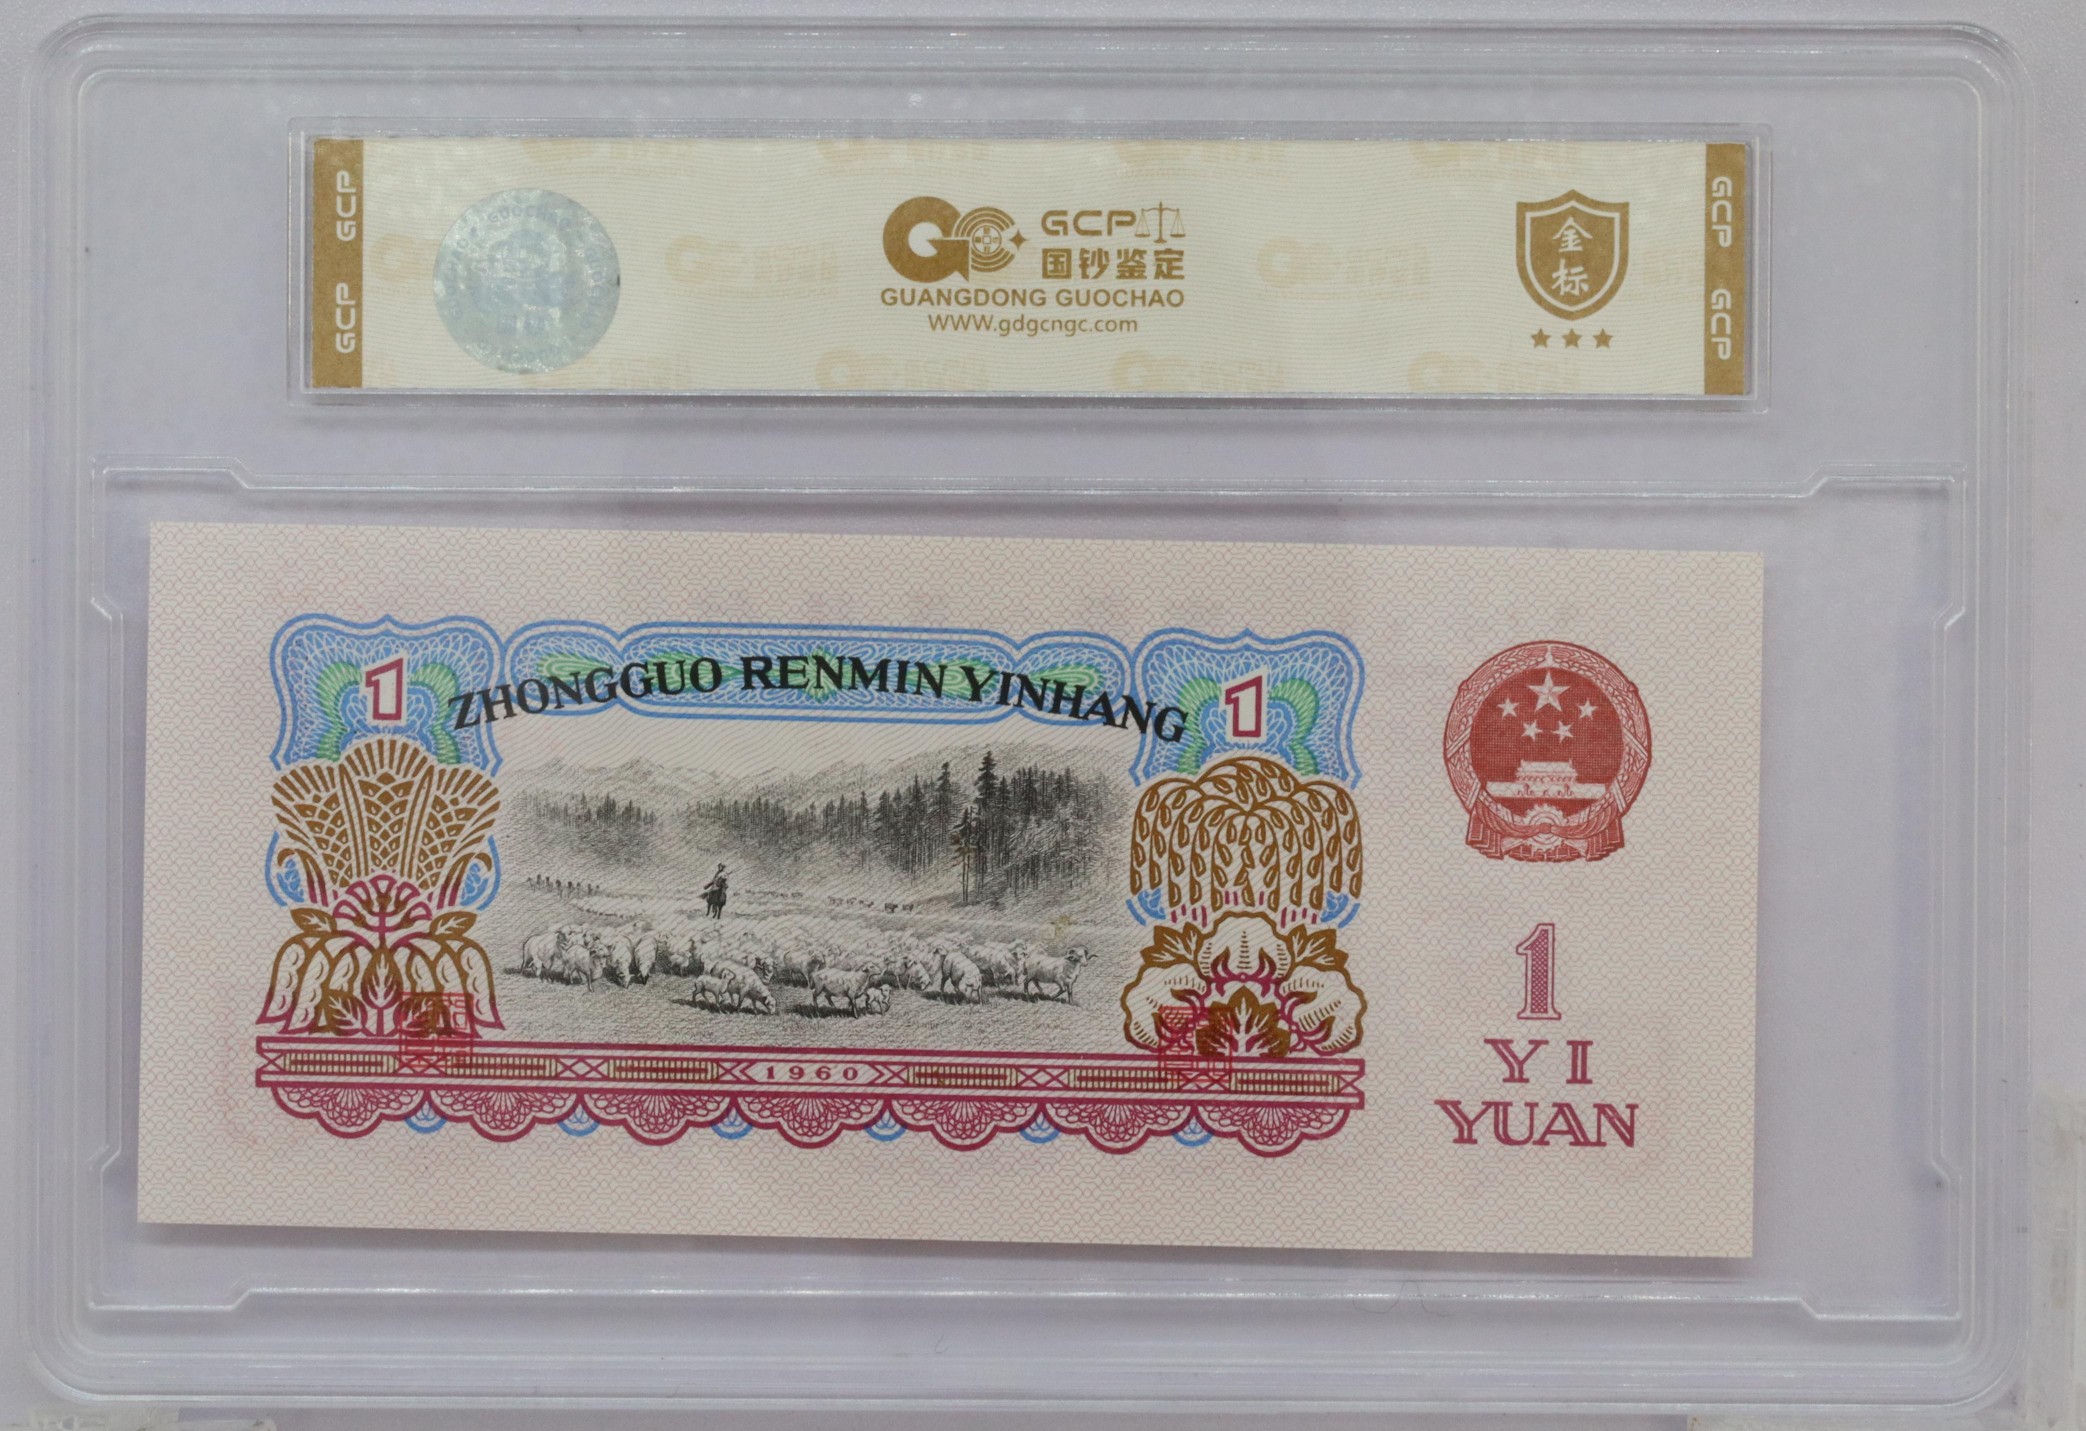 GCP GCP
GCP
国钞鉴定
GUANGDONG GUOCHAO
WWW.gdgcngc.com
金
标
GCP GCP
1
ZHONGGUO RENMIN YINHANG
1
1960
1
YI
YUAN